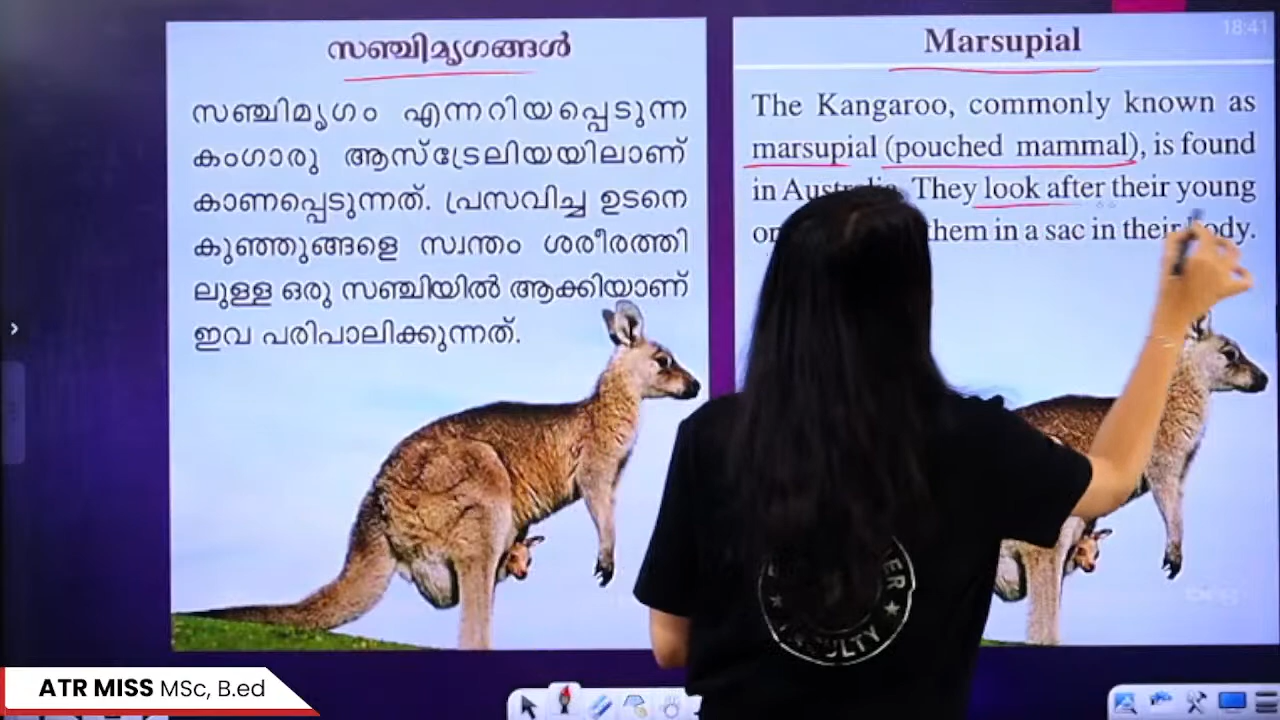 സഞ്ചിമൃഗങ്ങൾ
സഞ്ചിമൃഗം എന്നറിയപ്പെടുന്ന
കംഗാരു ആസ്ട്രേലിയയിലാണ്
കാണപ്പെടുന്നത്. പ്രസവിച്ച ഉടനെ
കുഞ്ഞുങ്ങളെ സ്വന്തം ശരീരത്തി
ലുള്ള ഒരു സഞ്ചിയിൽ ആക്കിയാണ്
ഇവ പരിപാലിക്കുന്നത്.
18:41
Marsupial
The Kangaroo, commonly known as
marsupial (pouched mammal), is found
in They look after their young
them in a sac in their
FACULTY
ATR MISS MSc, B.ed